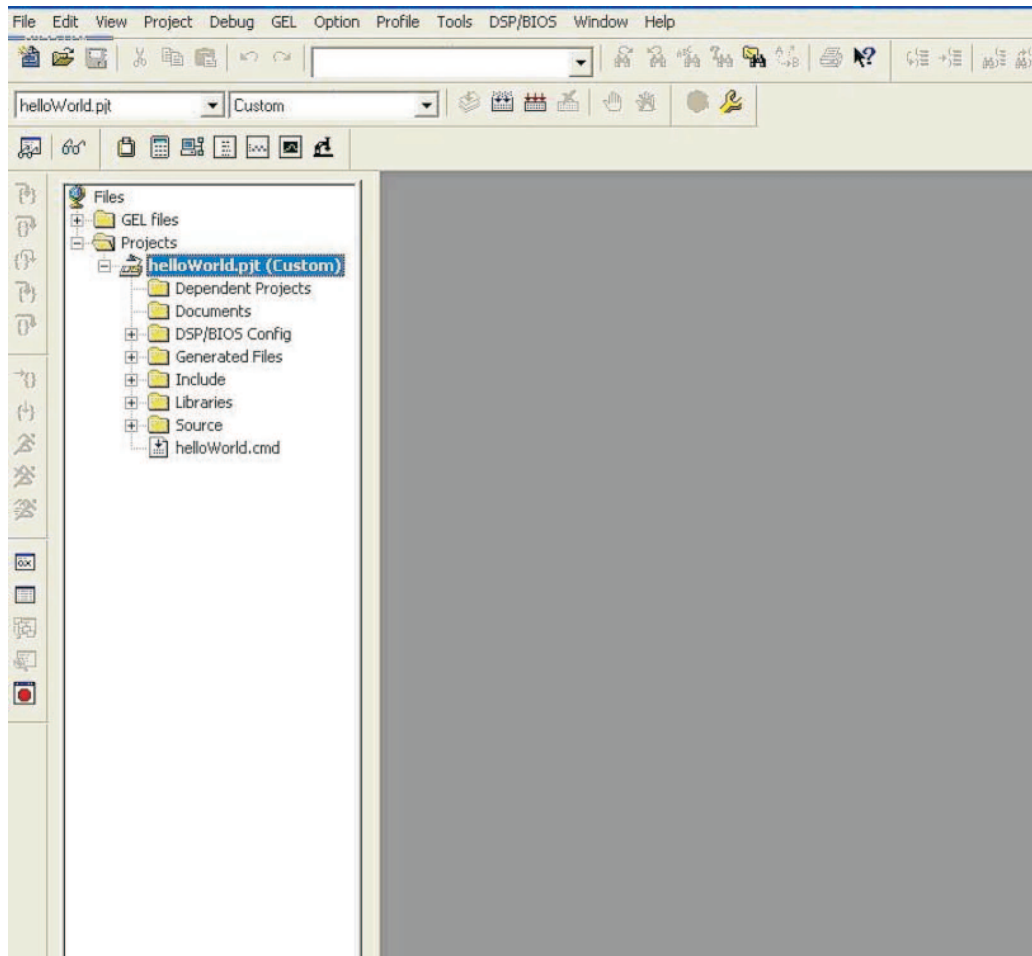 File Edit View Project Debug GEL Option Profile Tools DSP/BIOS Window Help
helloWorld.pjt Custom
Files
GEL files
Projects
helloWorld.pjt (Custom)
Dependent Projects
Documents
DSP/BIOS Config
Generated Files
Include
Libraries
Source
helloWorld.cmd